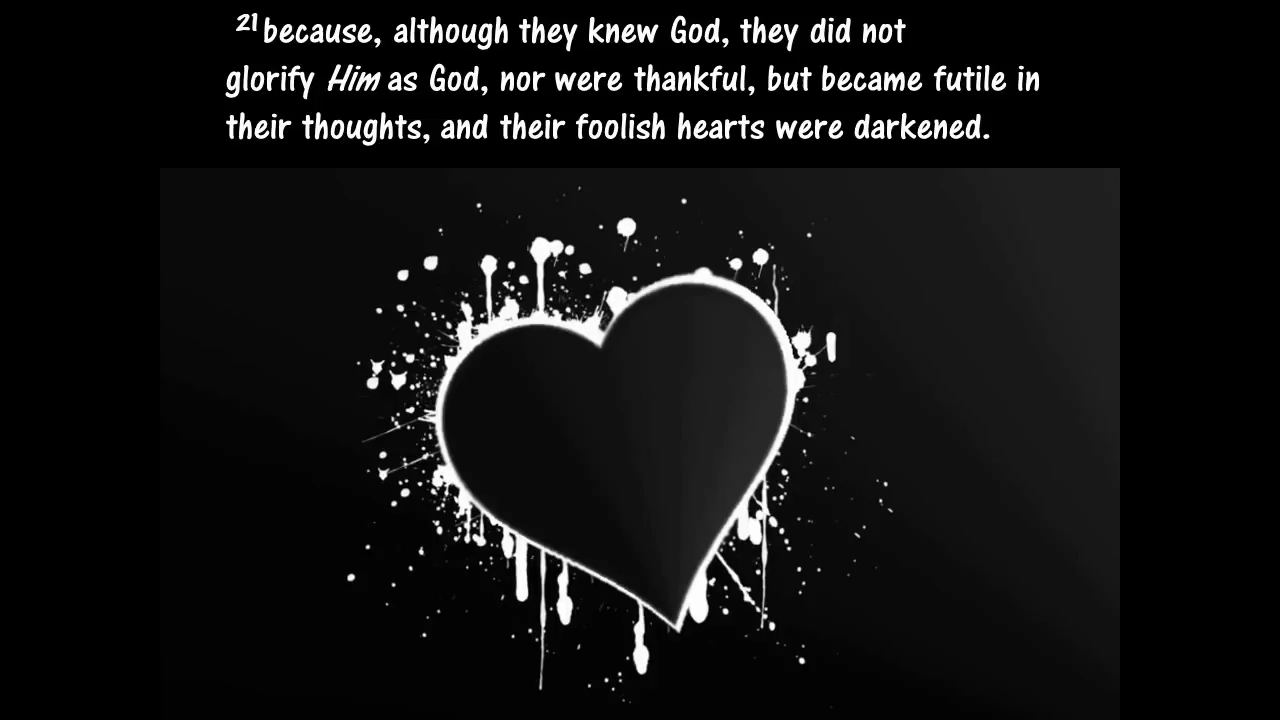 21 because, although they knew God, they did not
glorify Him as God, nor were thankful, but became futile in
their thoughts, and their foolish hearts were darkened.